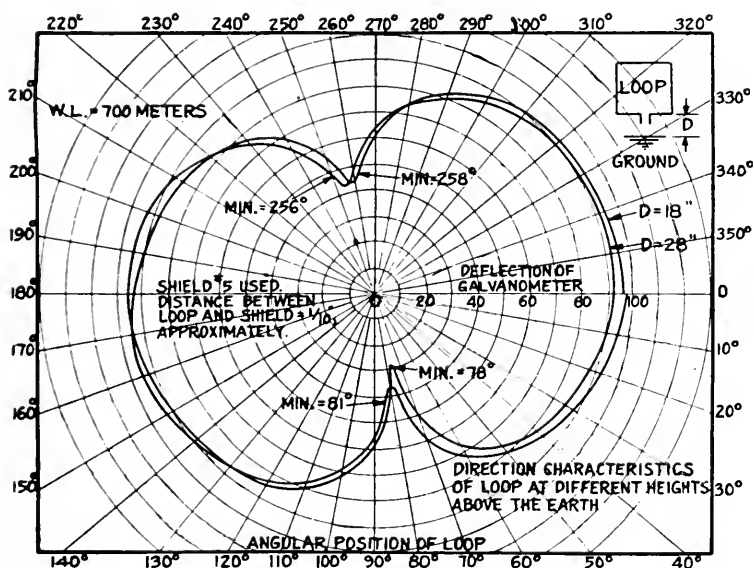 220° 230° 240° 250° 260° 270° 280° 290° 300° 310° 320°
210°
W.L. = 700 METERS
LOOP
330°
D
GROUND
200°
340°
MIN. = 256°
MIN. = 258°
D = 18"
190°
D = 28"
350°
SHIELD #5 USED.
DISTANCE BETWEEN
LOOP AND SHIELD = 1/10"
APPROXIMATELY.
DEFLECTION OF
GALVANOMETER
180°
0 20 40 60 80 100
0
170°
10°
MIN. = 78°
MIN. = 81°
160°
20°
DIRECTION CHARACTERISTICS
OF LOOP AT DIFFERENT HEIGHTS
ABOVE THE EARTH
150°
30°
ANGULAR POSITION OF LOOP
140° 130° 120° 110° 100° 90° 80° 70° 60° 50° 40°